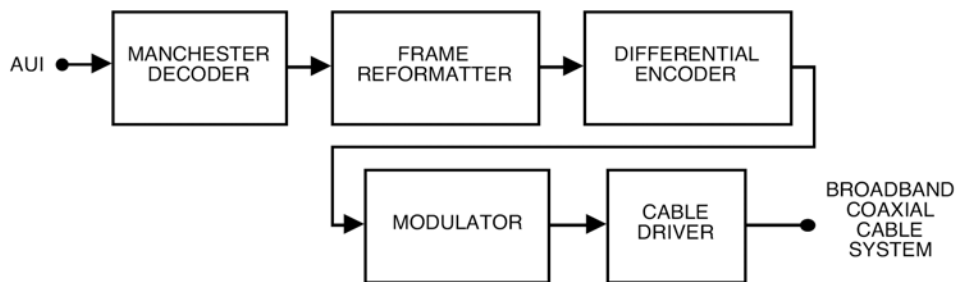 AUI
MANCHESTER
DECODER
FRAME
REFORMATTER
DIFFERENTIAL
ENCODER
MODULATOR
CABLE
DRIVER
BROADBAND
COAXIAL
CABLE
SYSTEM